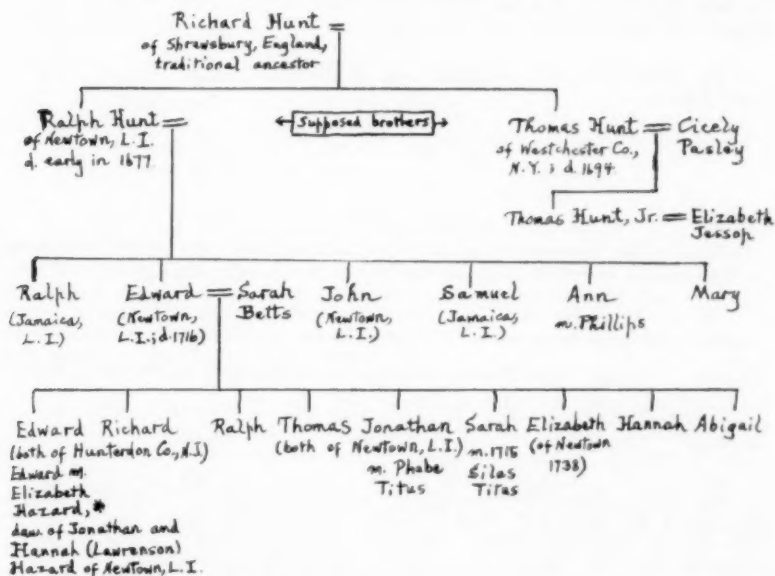 Richard Hunt =
of Shrewsbury, England,
traditional ancestor
Ralph Hunt =
of Newtown, L.I.
d. early in 1677
← Supposed brothers →
Thomas Hunt = Cicely
Pasley
of Westchester Co.,
N.Y.; d. 1694
Thomas Hunt, Jr. = Elizabeth
Jessop
Ralph
(Jamaica,
L.I.)
Edward = Sarah
Betts
(Newtown,
L.I.; d. 1716)
John
(Newtown,
L.I.)
Samuel
(Jamaica,
L.I.)
Ann
m. Phillips
Mary
Edward Richard
(both of Hunterdon Co., N.J.)
Edward m.
Elizabeth
Hazard, *
dau. of Jonathan and
Hannah (Lawrenson)
Hazard of Newtown, L.I.
Ralph
Thomas Jonathan
(both of Newtown, L.I.)
m. Phabe
Titus
Sarah
m. 1715
Silas
Titus
Elizabeth
(of Newtown
1738)
Hannah
Abigail